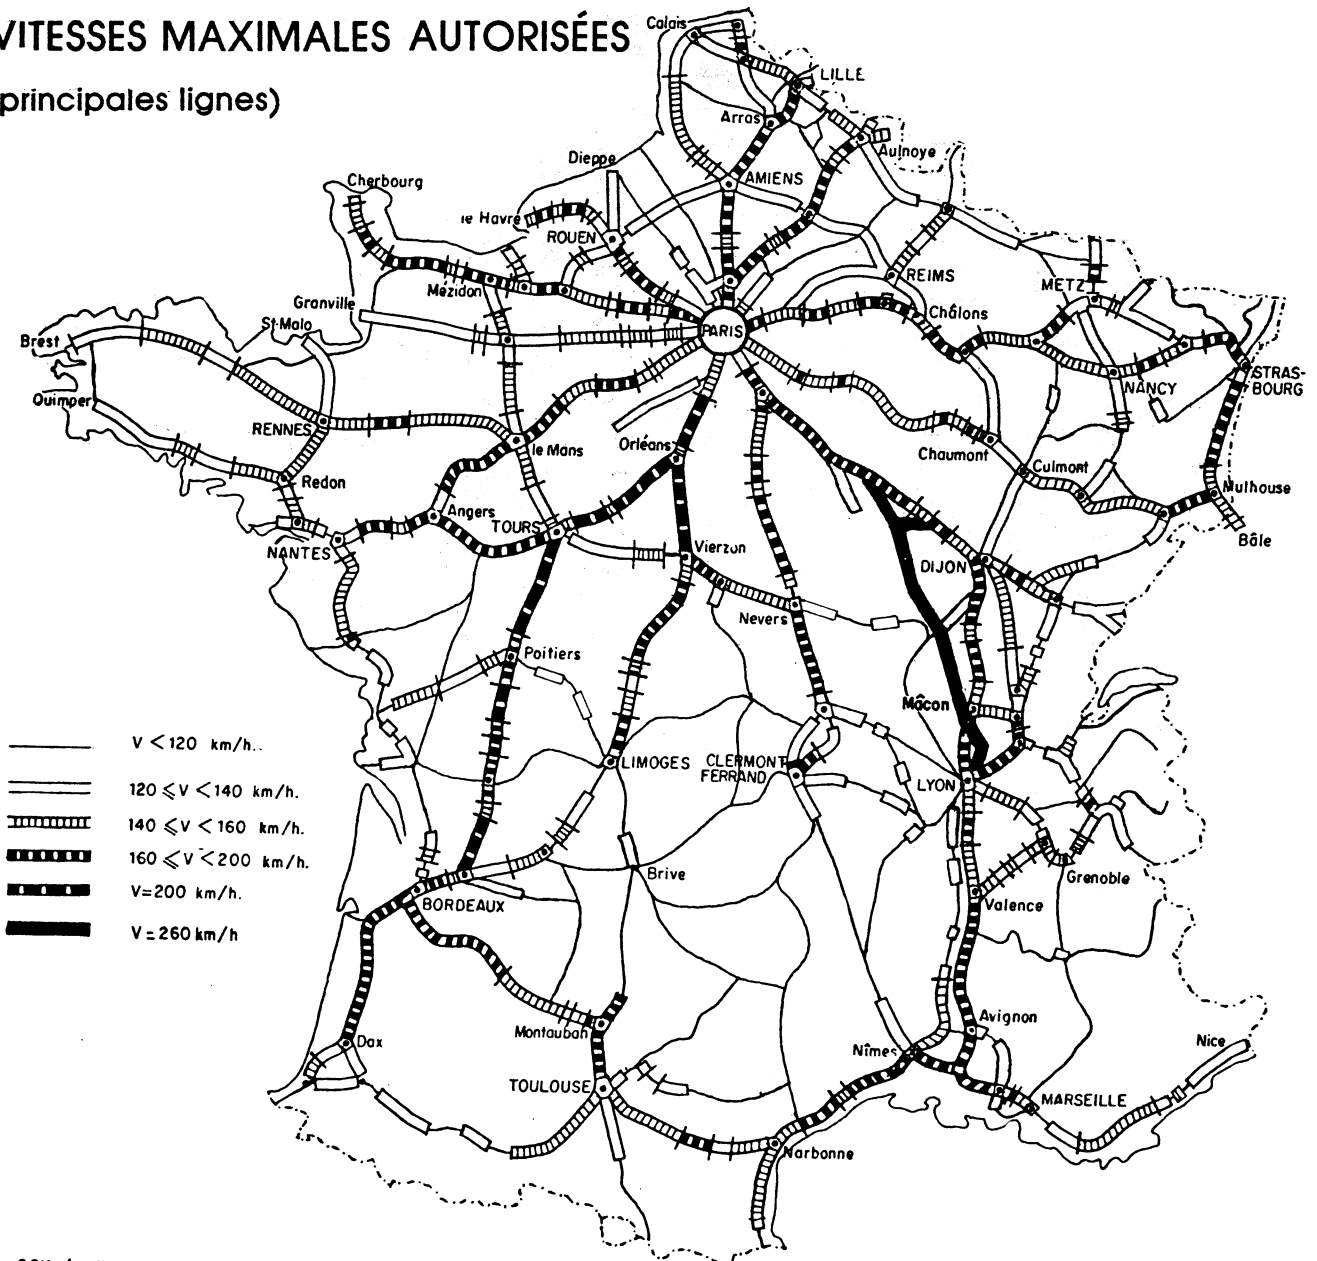 VITESSES MAXIMALES AUTORISÉES
principales lignes)
Calais
LILLE
Arras
Aulnoye
Dieppe
AMIENS
Cherbourg
le Havre
ROUEN
REIMS
METZ
Mézidon
Granville
Châlons
St-Malo
PARIS
Brest
STRAS-
BOURG
NANCY
Quimper
RENNES
Orléans
le Mans
Chaumont
Culmont
Redon
Mulhouse
Angers
TOURS
Bâle
NANTES
Vierzon
DIJON
Nevers
Poitiers
Mâcon
V < 120 km/h..
LIMOGES
CLERMONT
FERRAND
LYON
120 ⩽ V < 140 km/h.
140 ⩽ V < 160 km/h.
160 ⩽ V < 200 km/h.
Brive
Grenoble
V = 200 km/h.
BORDEAUX
Valence
V = 260 km/h
Avignon
Montauban
Dax
Nîmes
Nice
TOULOUSE
MARSEILLE
Narbonne